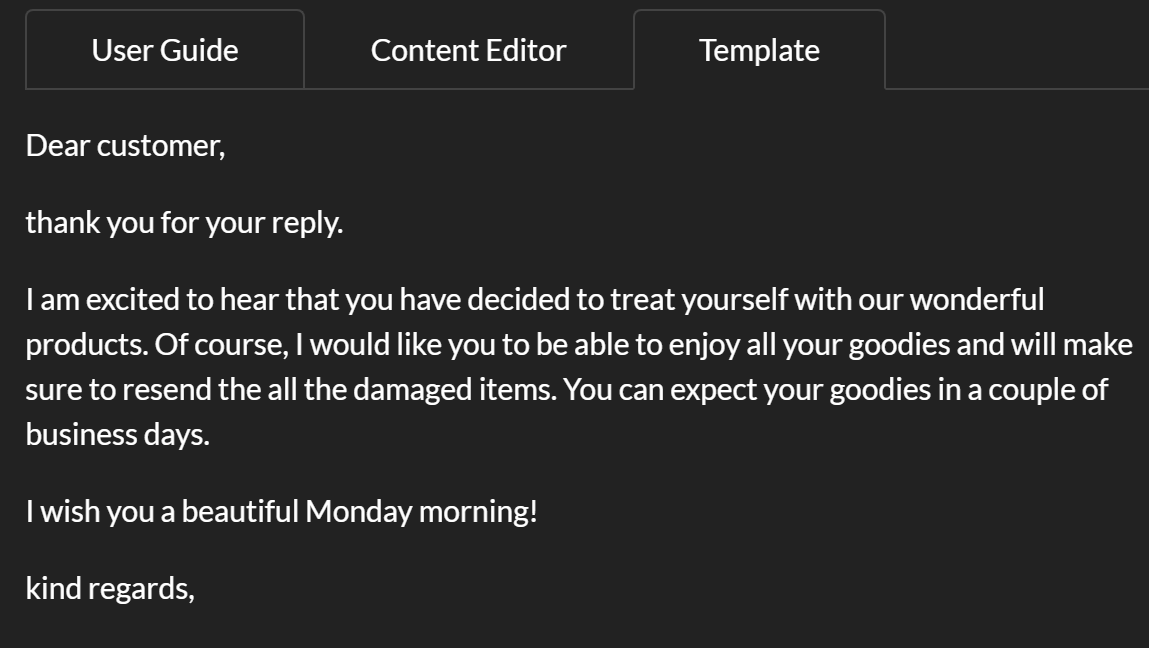 User Guide Content Editor Template
Dear customer,
thank you for your reply.
I am excited to hear that you have decided to treat yourself with our wonderful
products. Of course, I would like you to be able to enjoy all your goodies and will make
sure to resend the all the damaged items. You can expect your goodies in a couple of
business days.
I wish you a beautiful Monday morning!
kind regards,